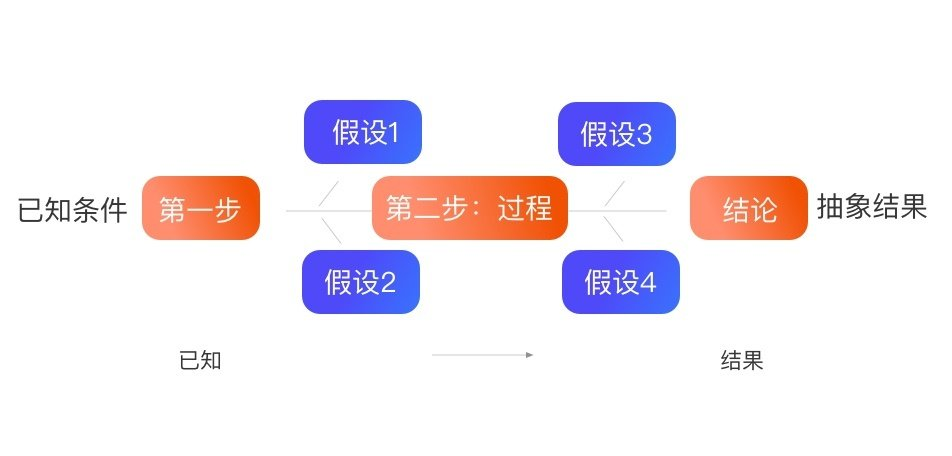 假设1
假设3
已知条件
第一步
第二步：过程
结论
抽象结果
假设2
假设4
已知
结果